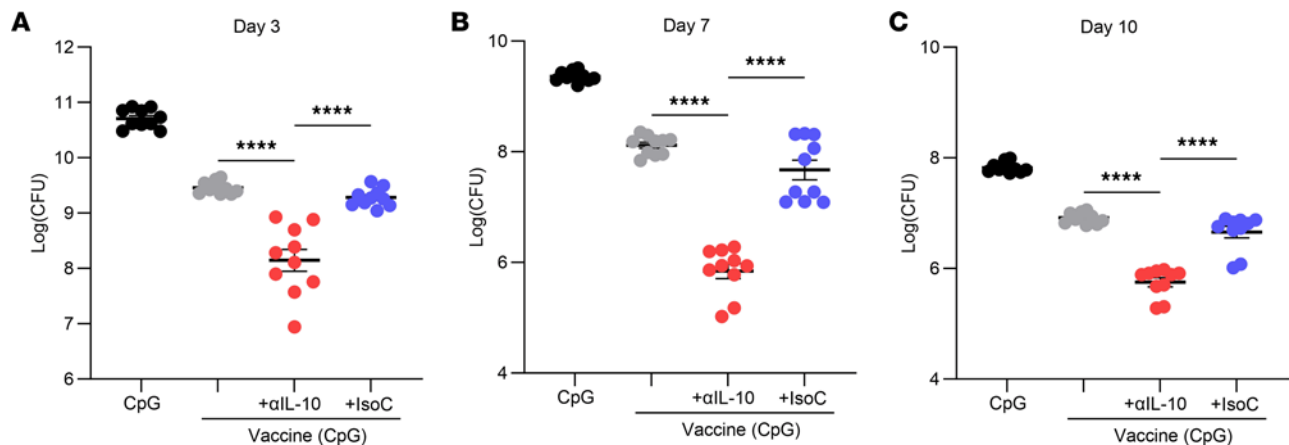 A
Day 3
Log(CFU)
12
11
10
9
8
7
6
****
****
CpG
+αIL-10
+IsoC
Vaccine (CpG)
B
Day 7
Log(CFU)
10
8
6
4
****
****
CpG
+αIL-10
+IsoC
Vaccine (CpG)
C
Day 10
Log(CFU)
10
8
6
4
****
****
CpG
+αIL-10
+IsoC
Vaccine (CpG)